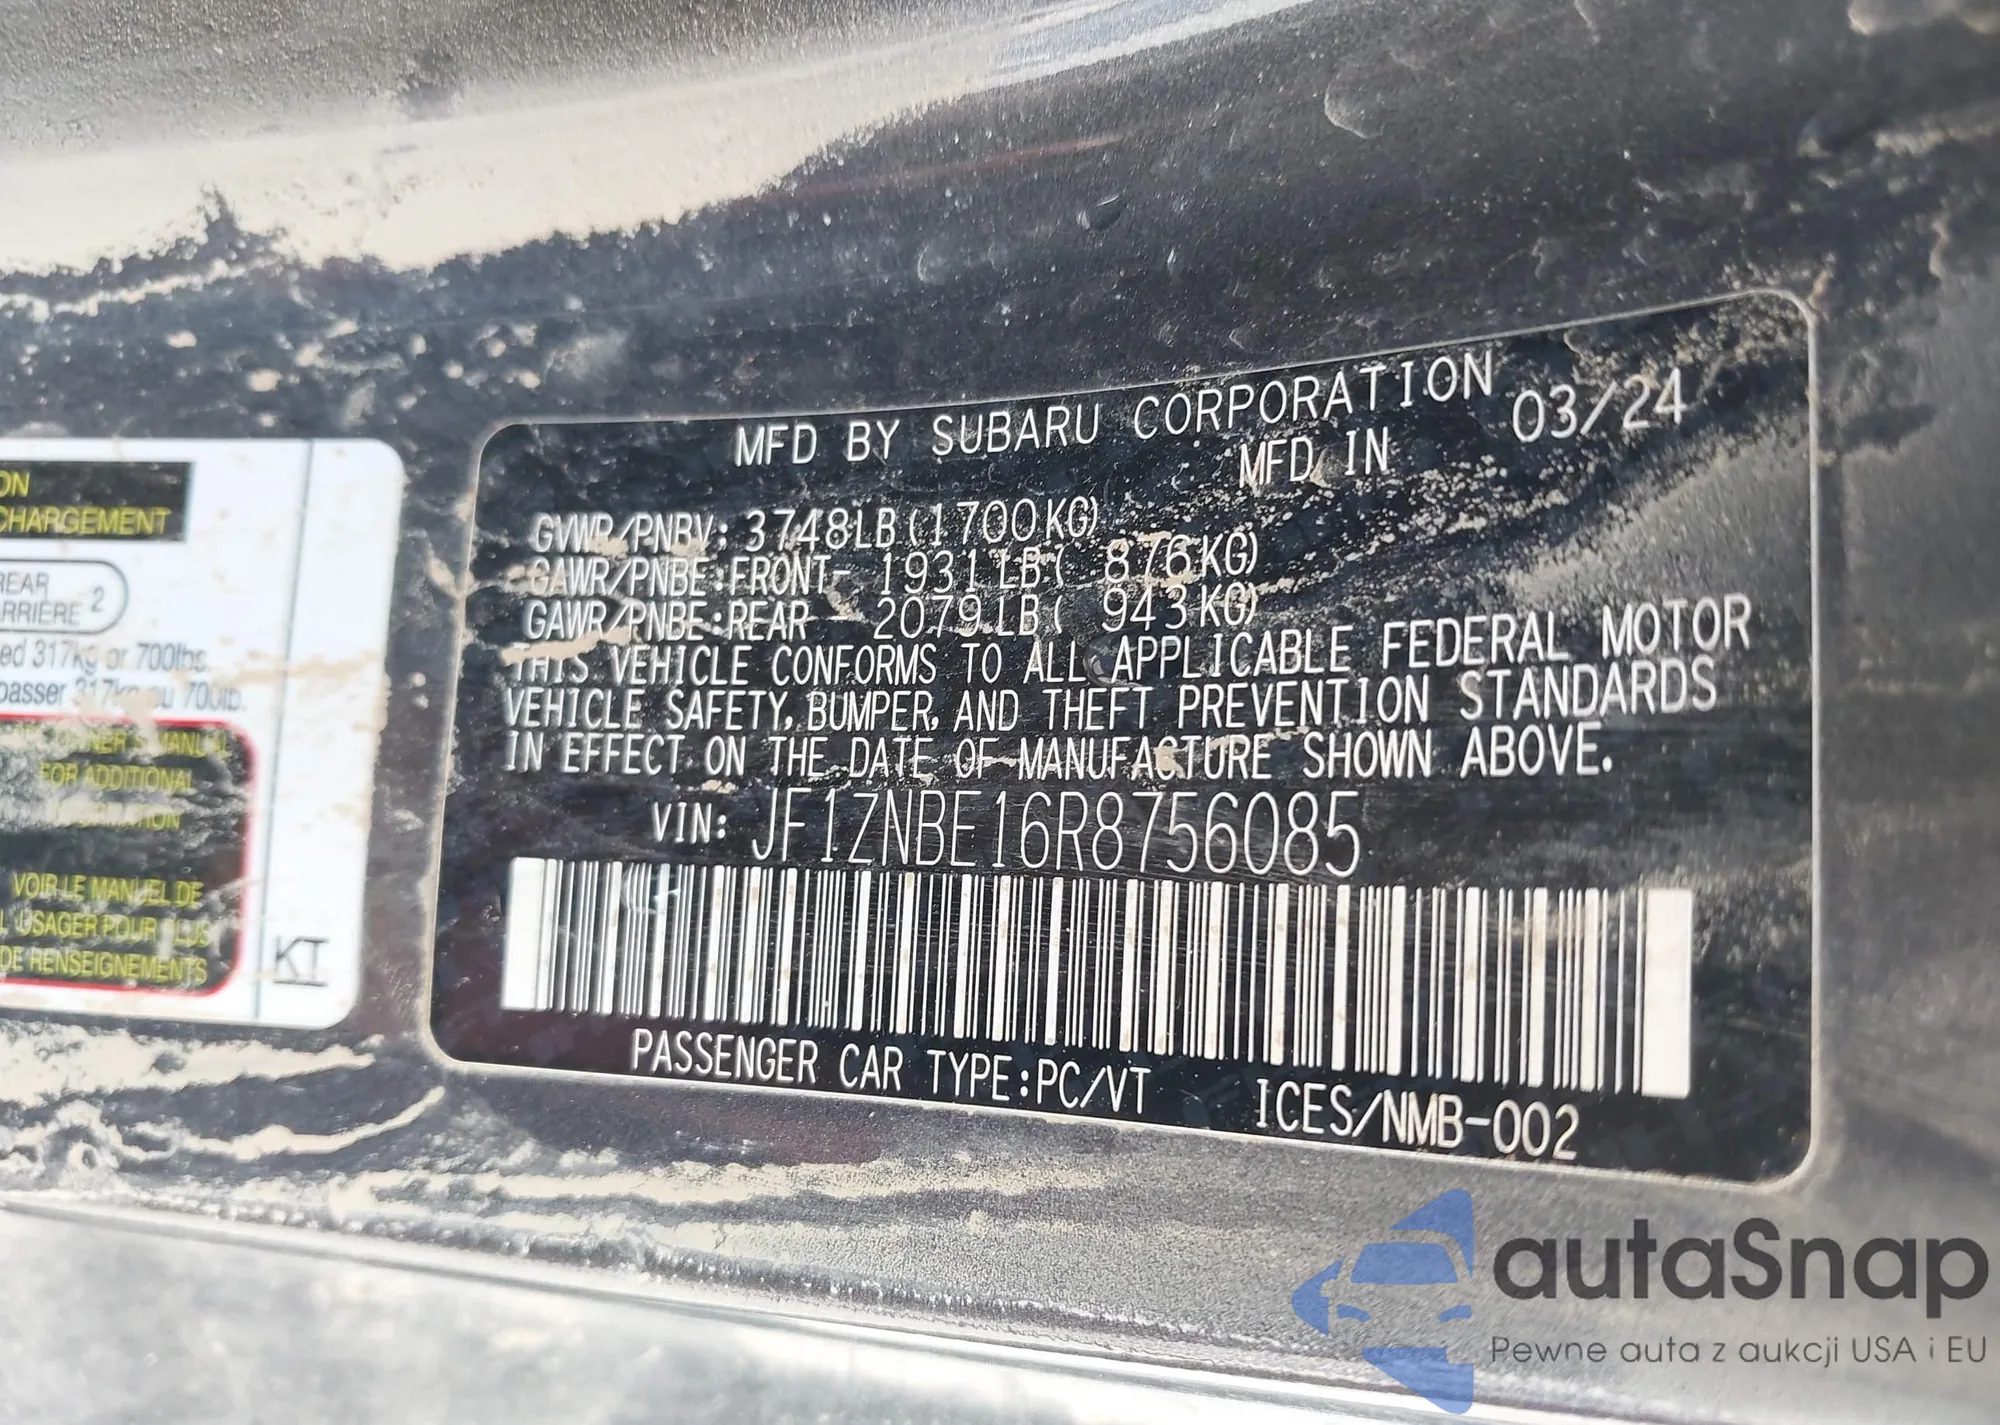 ON
CHARGEMENT
REAR
ARRIÈRE 2
ed 317kg or 700lbs.
passer 317kg ou 700lb.
OWNER'S MANUAL
FOR ADDITIONAL
VOIR LE MANUEL DE
L'USAGER POUR PLUS
DE RENSEIGNEMENTS
KT
MFD BY SUBARU CORPORATION
MFD IN 03/24
GVWR/PNBV: 3748LB(1700KG)
GAWR/PNBE:FRONT- 1931LB( 876KG)
GAWR/PNBE:REAR - 2079LB( 943KG)
THIS VEHICLE CONFORMS TO ALL APPLICABLE FEDERAL MOTOR
VEHICLE SAFETY, BUMPER, AND THEFT PREVENTION STANDARDS
IN EFFECT ON THE DATE OF MANUFACTURE SHOWN ABOVE.
VIN: JF1ZNBE16R8756085
PASSENGER CAR TYPE:PC/VT ICES/NMB-002
autaSnap
Pewne auta z aukcji USA i EU